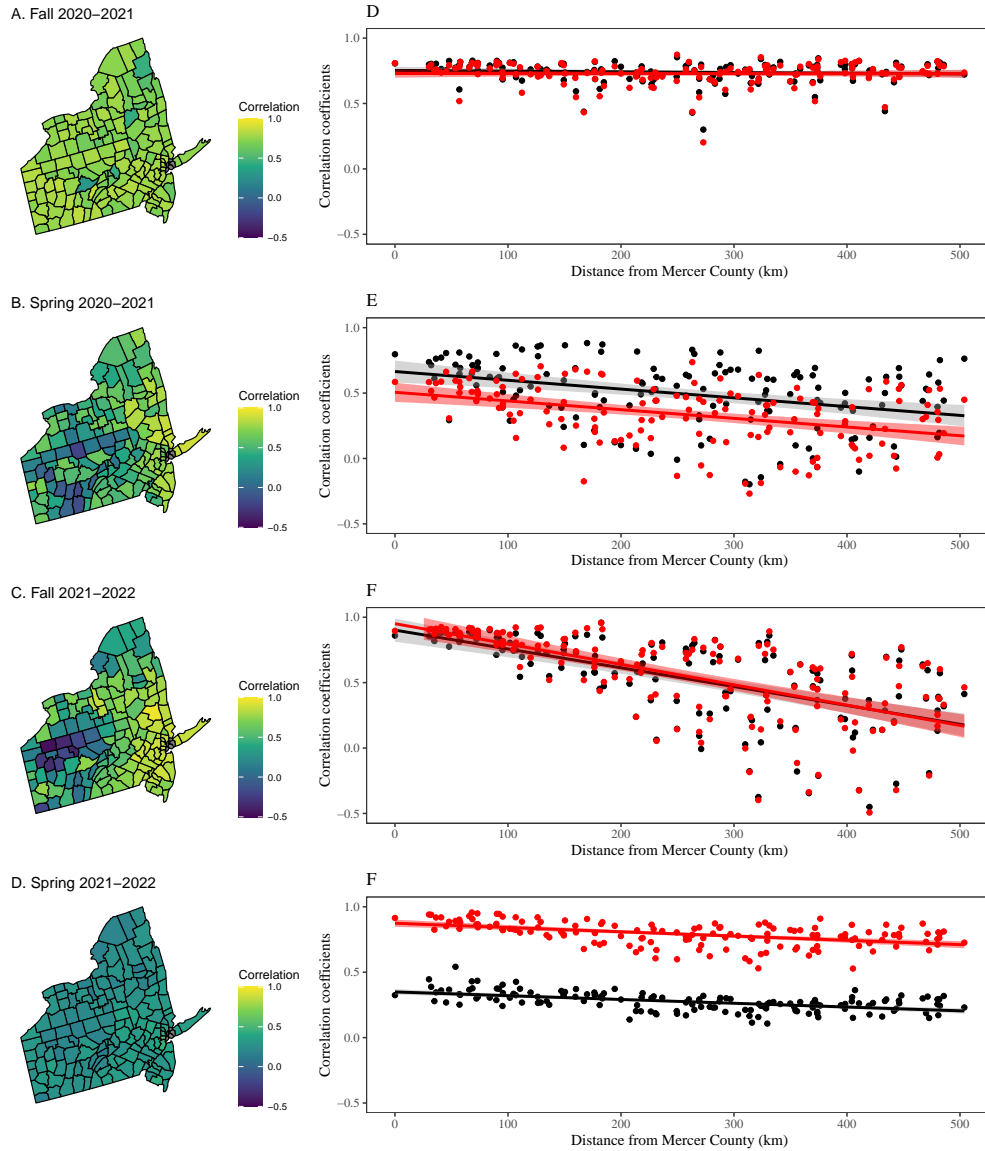 A. Fall 2020−2021
Correlation
1.0
0.5
0.0
−0.5
D
Correlation coefficients
1.0
0.5
0.0
−0.5
0
100
200
300
400
500
Distance from Mercer County (km)
B. Spring 2020−2021
Correlation
1.0
0.5
0.0
−0.5
E
Correlation coefficients
1.0
0.5
0.0
−0.5
0
100
200
300
400
500
Distance from Mercer County (km)
C. Fall 2021−2022
Correlation
1.0
0.5
0.0
−0.5
F
Correlation coefficients
1.0
0.5
0.0
−0.5
0
100
200
300
400
500
Distance from Mercer County (km)
D. Spring 2021−2022
Correlation
1.0
0.5
0.0
−0.5
F
Correlation coefficients
1.0
0.5
0.0
−0.5
0
100
200
300
400
500
Distance from Mercer County (km)